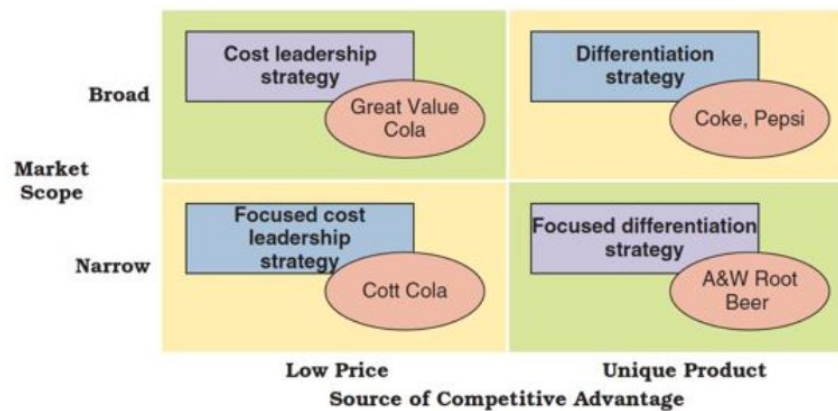 Cost leadership
strategy
Great Value
Cola
Differentiation
strategy
Coke, Pepsi
Broad
Market
Scope
Narrow
Focused cost
leadership
strategy
Cott Cola
Focused differentiation
strategy
A&W Root
Beer
Low Price
Unique Product
Source of Competitive Advantage